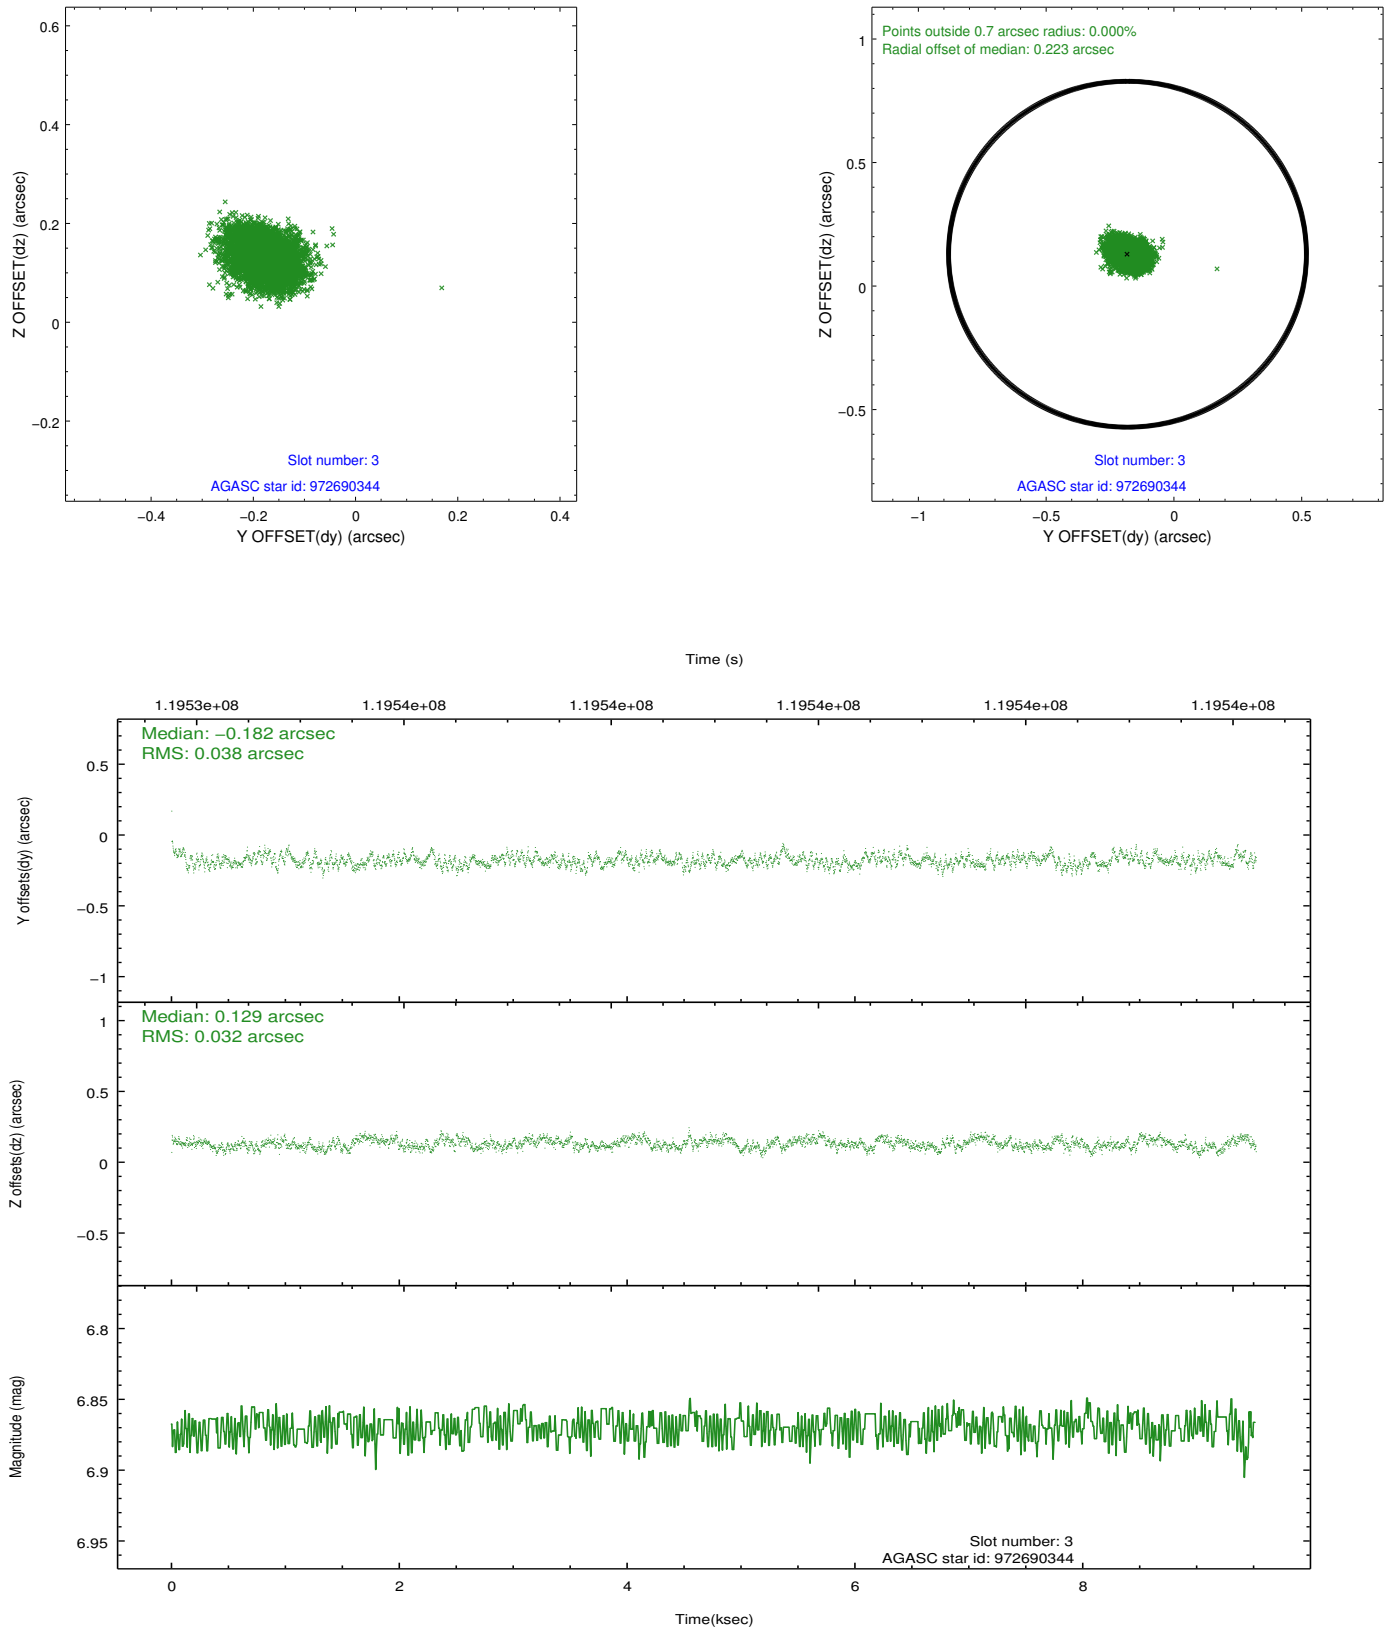 0.6
0.4
0.2
0
−0.2
Z OFFSET(dz) (arcsec)
Slot number: 3
AGASC star id: 972690344
−0.4
−0.2
0
0.2
0.4
Y OFFSET(dy) (arcsec)
Points outside 0.7 arcsec radius: 0.000%
Radial offset of median: 0.223 arcsec
1
0.5
0
−0.5
Z OFFSET(dz) (arcsec)
Slot number: 3
AGASC star id: 972690344
−1
−0.5
0
0.5
Y OFFSET(dy) (arcsec)
Time (s)
1.1953e+08
1.1954e+08
1.1954e+08
1.1954e+08
1.1954e+08
1.1954e+08
Median: −0.182 arcsec
RMS: 0.038 arcsec
0.5
0
−0.5
−1
Y offsets(dy) (arcsec)
Median: 0.129 arcsec
RMS: 0.032 arcsec
1
0.5
0
−0.5
Z offsets(dz) (arcsec)
6.8
6.85
6.9
6.95
Magnitude (mag)
Slot number: 3
AGASC star id: 972690344
0
2
4
6
8
Time(ksec)